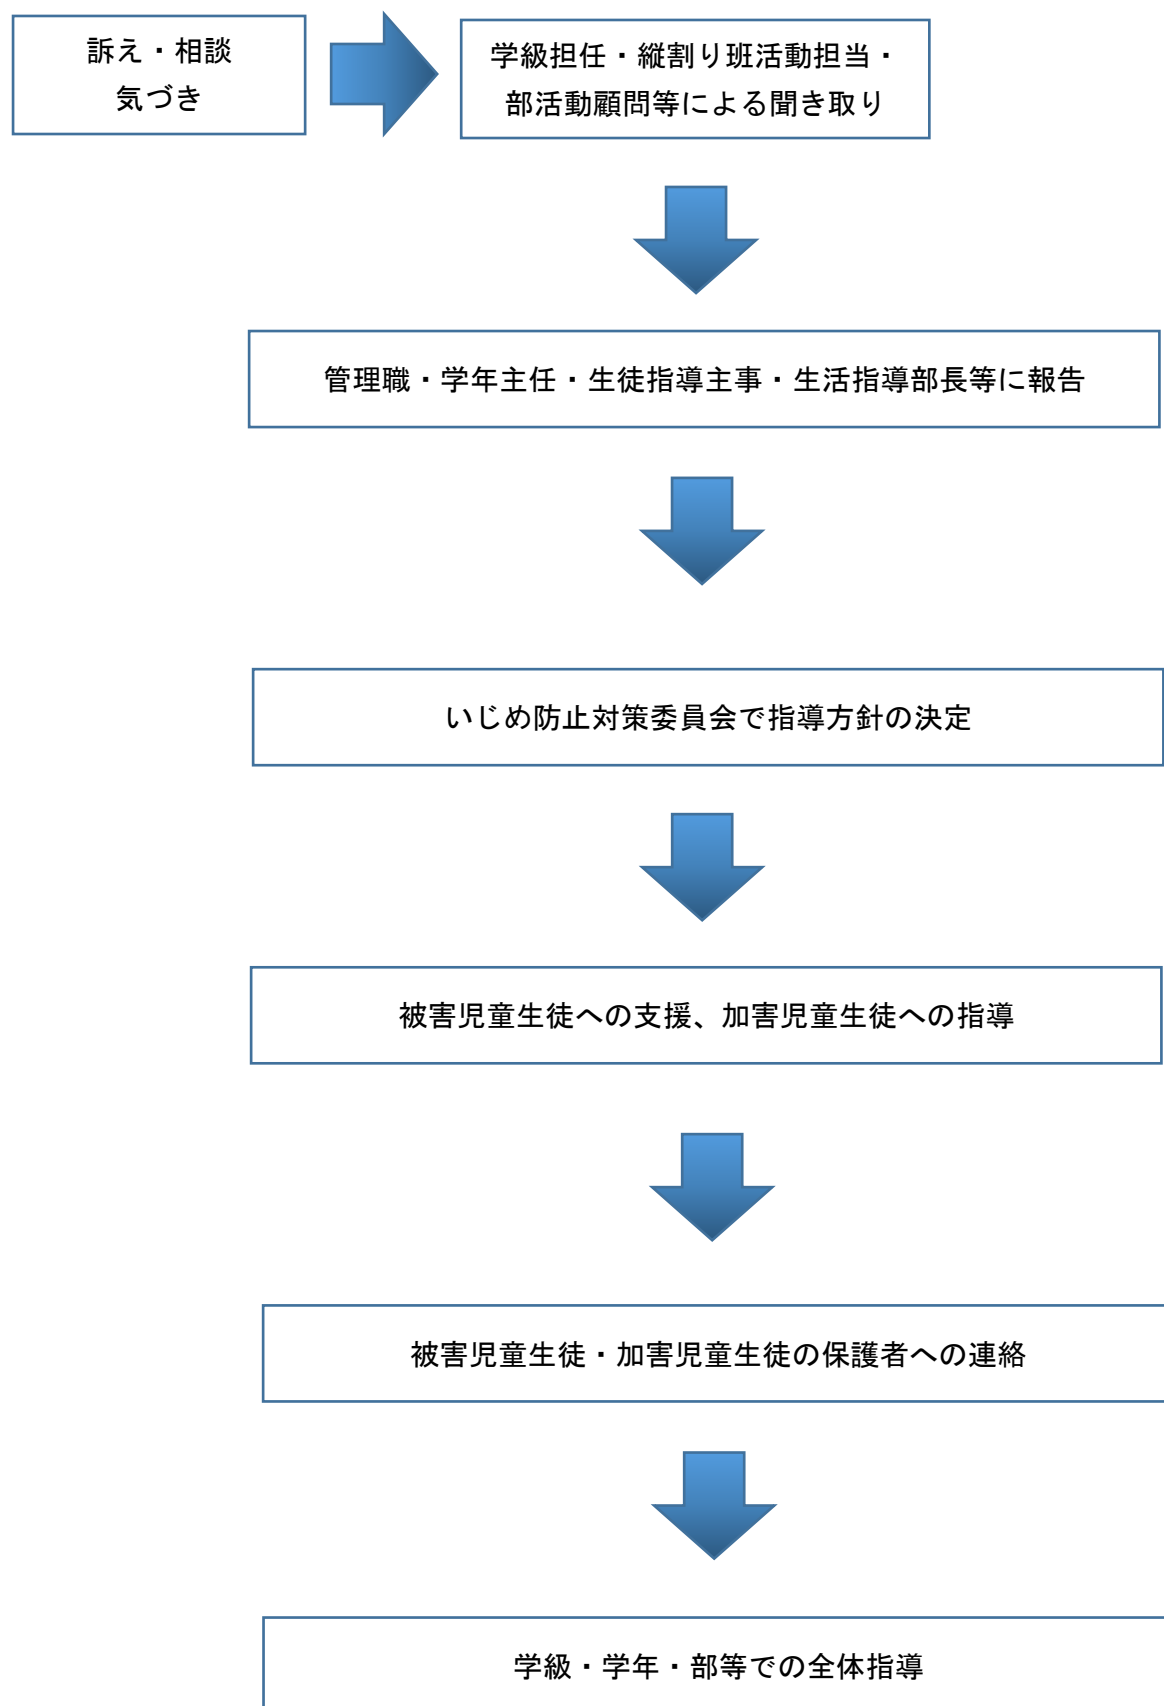 訴え・相談
気づき
学級担任・縦割り班活動担当・
部活動顧問等による聞き取り
管理職・学年主任・生徒指導主事・生活指導部長等に報告
いじめ防止対策委員会で指導方針の決定
被害児童生徒への支援、加害児童生徒への指導
被害児童生徒・加害児童生徒の保護者への連絡
学級・学年・部等での全体指導